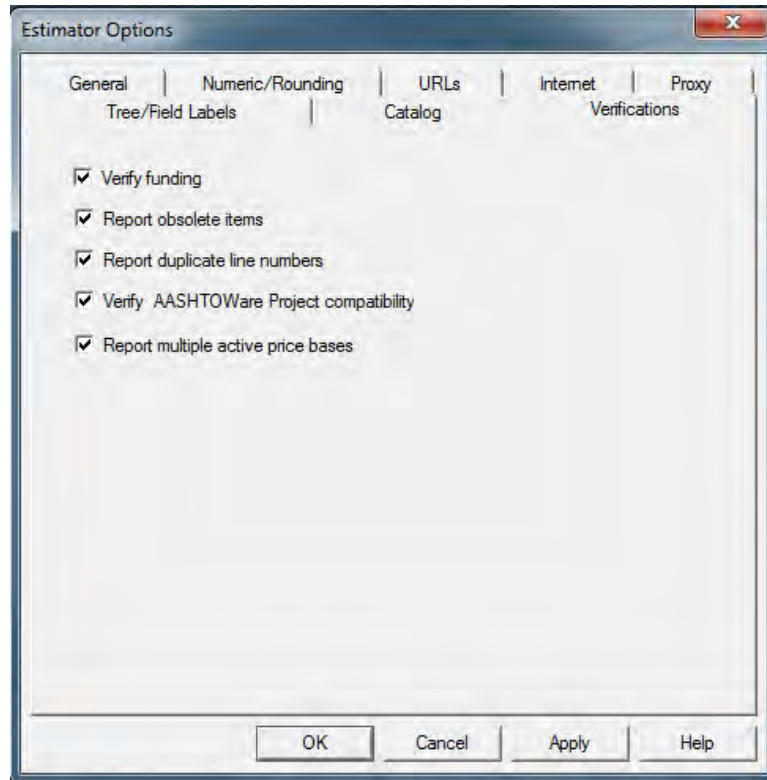 Estimator Options
General Numeric/Rounding URLs Internet Proxy
Tree/Field Labels Catalog Verifications
Verify funding
Report obsolete items
Report duplicate line numbers
Verify AASHTOWare Project compatibility
Report multiple active price bases
OK Cancel Apply Help